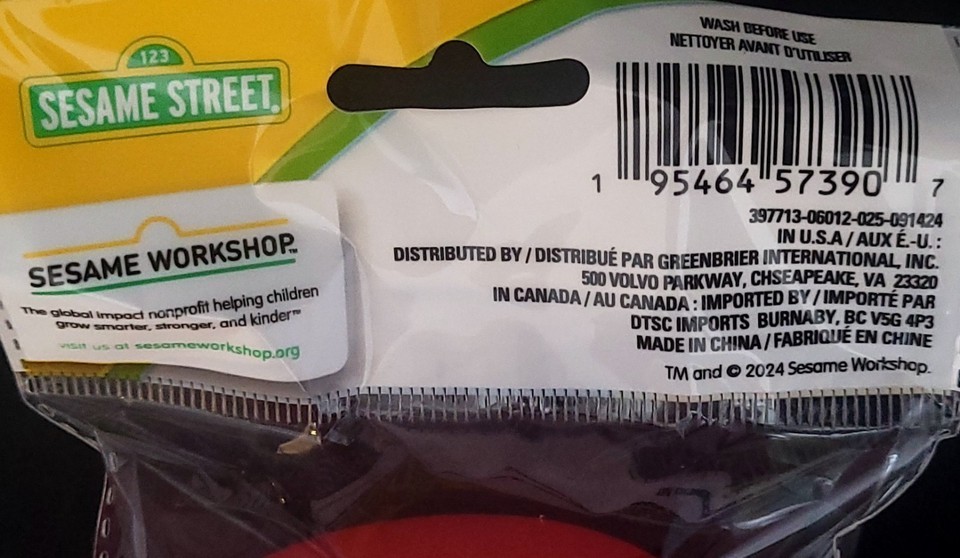 123
SESAME STREET.
SESAME WORKSHOP™
The global impact nonprofit helping children
grow smarter, stronger, and kinder™
visit us at sesameworkshop.org
WASH BEFORE USE
NETTOYER AVANT D'UTILISER
1 95464 57390 7
397713-06012-025-091424
IN U.S.A / AUX É.-U. :
DISTRIBUTED BY / DISTRIBUÉ PAR GREENBRIER INTERNATIONAL, INC.
500 VOLVO PARKWAY, CHSEAPEAKE, VA 23320
IN CANADA / AU CANADA : IMPORTED BY / IMPORTÉ PAR
DTSC IMPORTS BURNABY, BC V5G 4P3
MADE IN CHINA / FABRIQUÉ EN CHINE
TM and © 2024 Sesame Workshop.